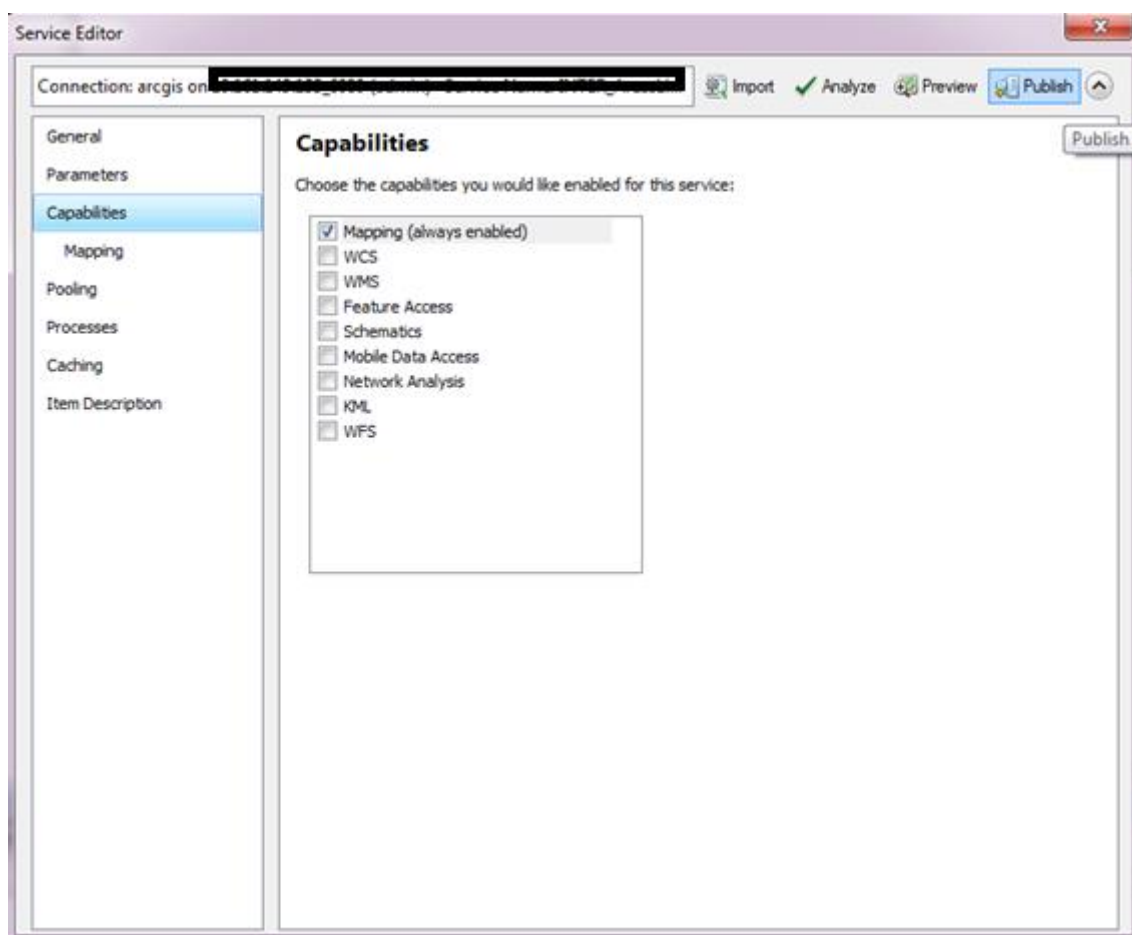 Service Editor
Connection: arcgis on
Import
Analyze
Preview
Publish
Publish
General
Parameters
Capabilities
Mapping
Pooling
Processes
Caching
Item Description
Capabilities
Choose the capabilities you would like enabled for this service:
Mapping (always enabled)
WCS
WMS
Feature Access
Schematics
Mobile Data Access
Network Analysis
KML
WFS